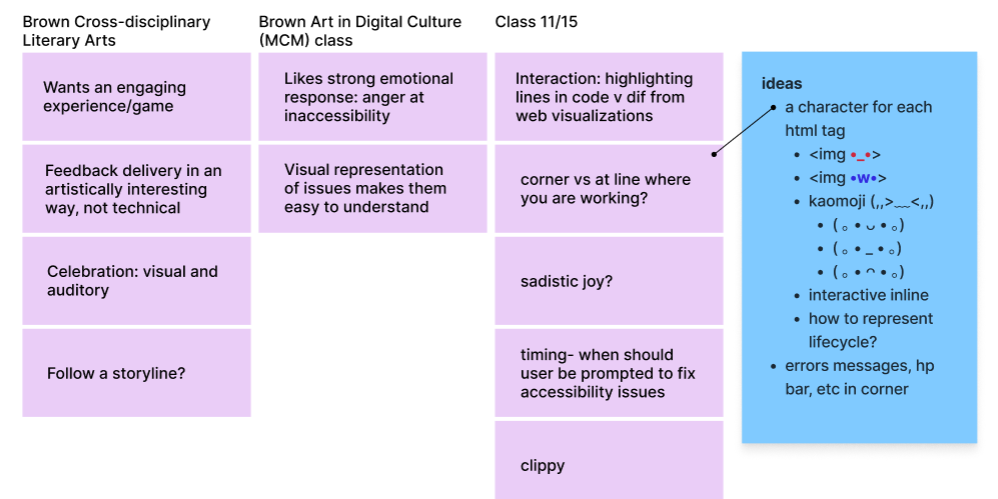 Brown Cross-disciplinary
Literary Arts
Wants an engaging
experience/game
Feedback delivery in an
artistically interesting
way, not technical
Celebration: visual and
auditory
Follow a storyline?
Brown Art in Digital Culture
(MCM) class
Likes strong emotional
response: anger at
inaccessibility
Visual representation
of issues makes them
easy to understand
Class 11/15
Interaction: highlighting
lines in code v dif from
web visualizations
corner vs at line where
you are working?
sadistic joy?
timing- when should
user be prompted to fix
accessibility issues
clippy
ideas
• a character for each
html tag
• <img •_•>
• <img •w•>
• kaomoji (,,>﹏<,,)
• ( 。 • ᴗ • 。)
• ( 。 • _ • 。)
• ( 。 • ᴖ • 。)
• interactive inline
• how to represent
lifecycle?
• errors messages, hp
bar, etc in corner